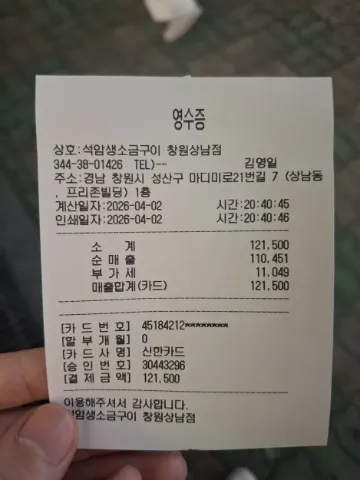 영수증
상호:석암생소금구이 창원상남점
344-38-01426 TEL)-- 김영일
주소:경남 창원시 성산구 마디미로21번길 7 (상남동
, 프리존빌딩) 1층
계산일자:2026-04-02 시간:20:40:45
인쇄일자:2026-04-02 시간:20:40:46
소 계 121,500
순 매 출 110,451
부 가 세 11,049
매출합계(카드) 121,500
[카 드 번 호] 45184212********
[할 부 개 월] 0
[카 드 사 명] 신한카드
[승 인 번 호] 30443296
[결 제 금 액] 121,500
이용해주셔서 감사합니다.
석암생소금구이 창원상남점